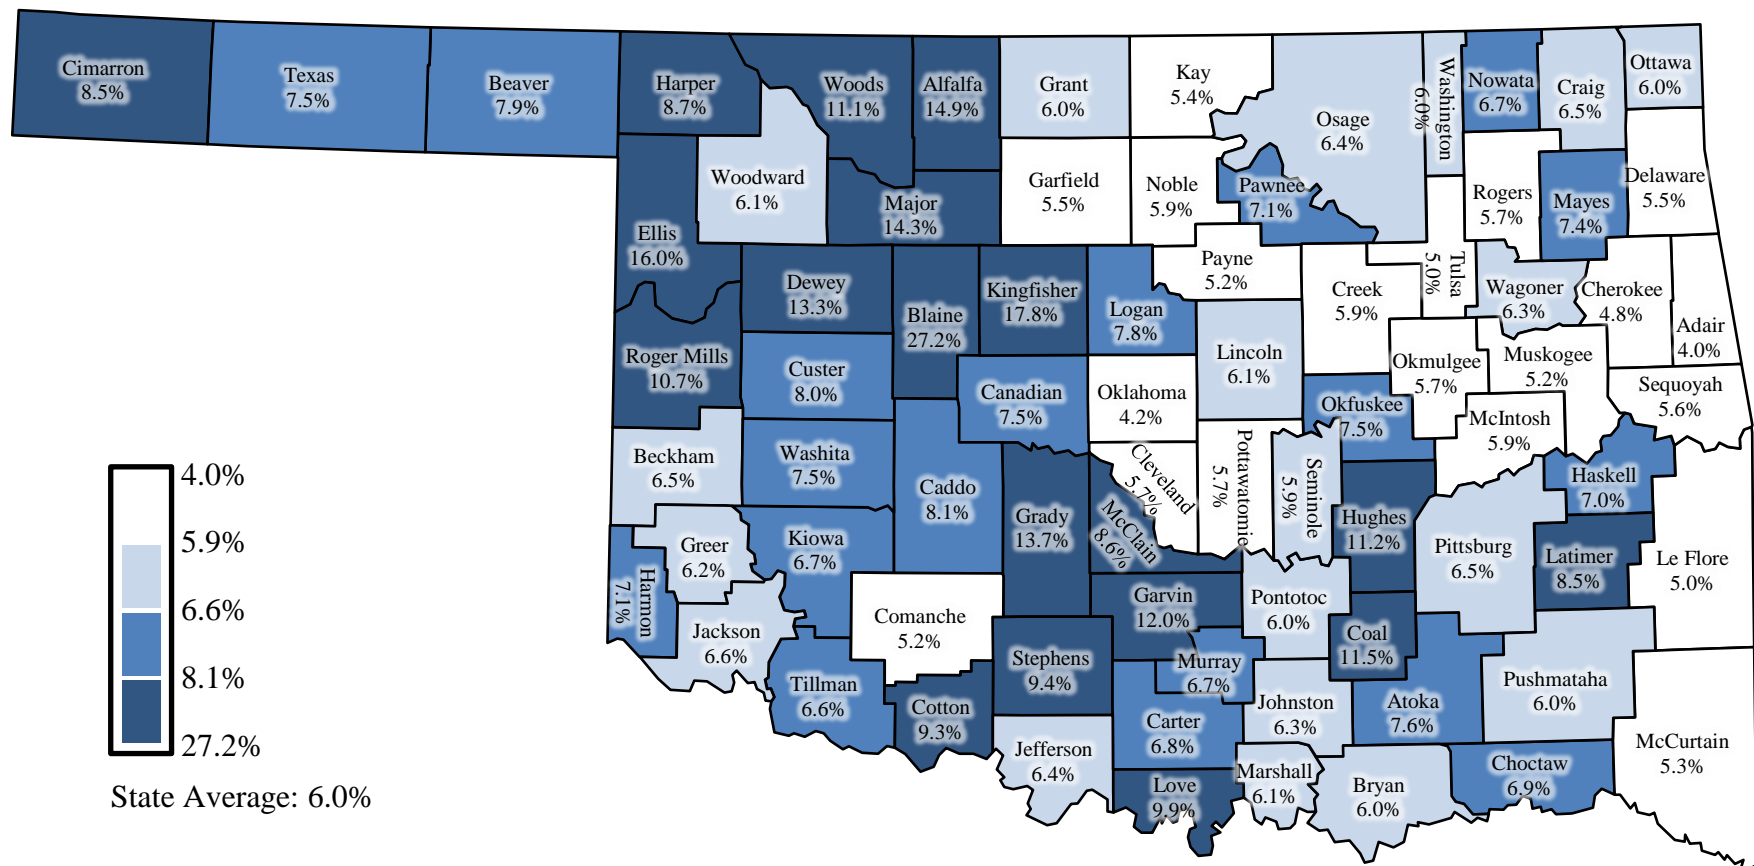 Cimarron
8.5%
Texas
7.5%
Beaver
7.9%
Harper
8.7%
Woods
11.1%
Alfalfa
14.9%
Grant
6.0%
Kay
5.4%
Osage
6.4%
Washington
6.0%
Nowata
6.7%
Craig
6.5%
Ottawa
6.0%
Woodward
6.1%
Major
14.3%
Garfield
5.5%
Noble
5.9%
Pawnee
7.1%
Rogers
5.7%
Mayes
7.4%
Delaware
5.5%
Ellis
16.0%
Dewey
13.3%
Blaine
27.2%
Kingfisher
17.8%
Logan
7.8%
Payne
5.2%
Creek
5.9%
Tulsa
5.0%
Wagoner
6.3%
Cherokee
4.8%
Adair
4.0%
Roger Mills
10.7%
Custer
8.0%
Canadian
7.5%
Oklahoma
4.2%
Lincoln
6.1%
Okmulgee
5.7%
Muskogee
5.2%
Sequoyah
5.6%
Okfuskee
7.5%
McIntosh
5.9%
Beckham
6.5%
Washita
7.5%
Caddo
8.1%
Grady
13.7%
Cleveland
5.7%
McClain
8.6%
Pottawatomie
5.7%
Seminole
5.9%
Hughes
11.2%
Haskell
7.0%
Pittsburg
6.5%
Latimer
8.5%
Le Flore
5.0%
Greer
6.2%
Kiowa
6.7%
Harmon
7.1%
Jackson
6.6%
Comanche
5.2%
Garvin
12.0%
Pontotoc
6.0%
Coal
11.5%
Stephens
9.4%
Murray
6.7%
Tillman
6.6%
Cotton
9.3%
Carter
6.8%
Johnston
6.3%
Atoka
7.6%
Pushmataha
6.0%
McCurtain
5.3%
Jefferson
6.4%
Love
9.9%
Marshall
6.1%
Bryan
6.0%
Choctaw
6.9%
4.0%
5.9%
6.6%
8.1%
27.2%
State Average: 6.0%